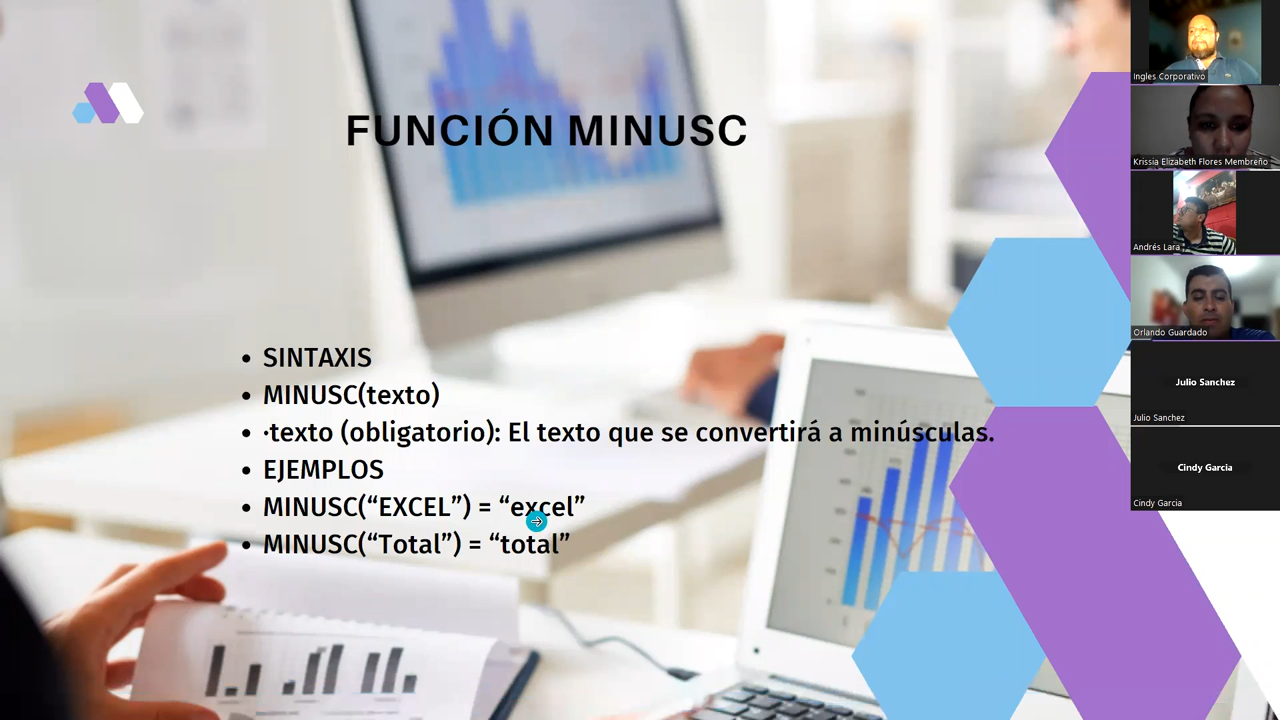 FUNCIÓN MINUSC
• SINTAXIS
• MINUSC(texto)
• ·texto (obligatorio): El texto que se convertirá a minúsculas.
• EJEMPLOS
• MINUSC(“EXCEL”) = “excel”
• MINUSC(“Total”) = “total”
Ingles Corporativo
Krissia Elizabeth Flores Membreño
Andrés Lara
Orlando Guardado
Julio Sanchez
Julio Sanchez
Cindy Garcia
Cindy Garcia